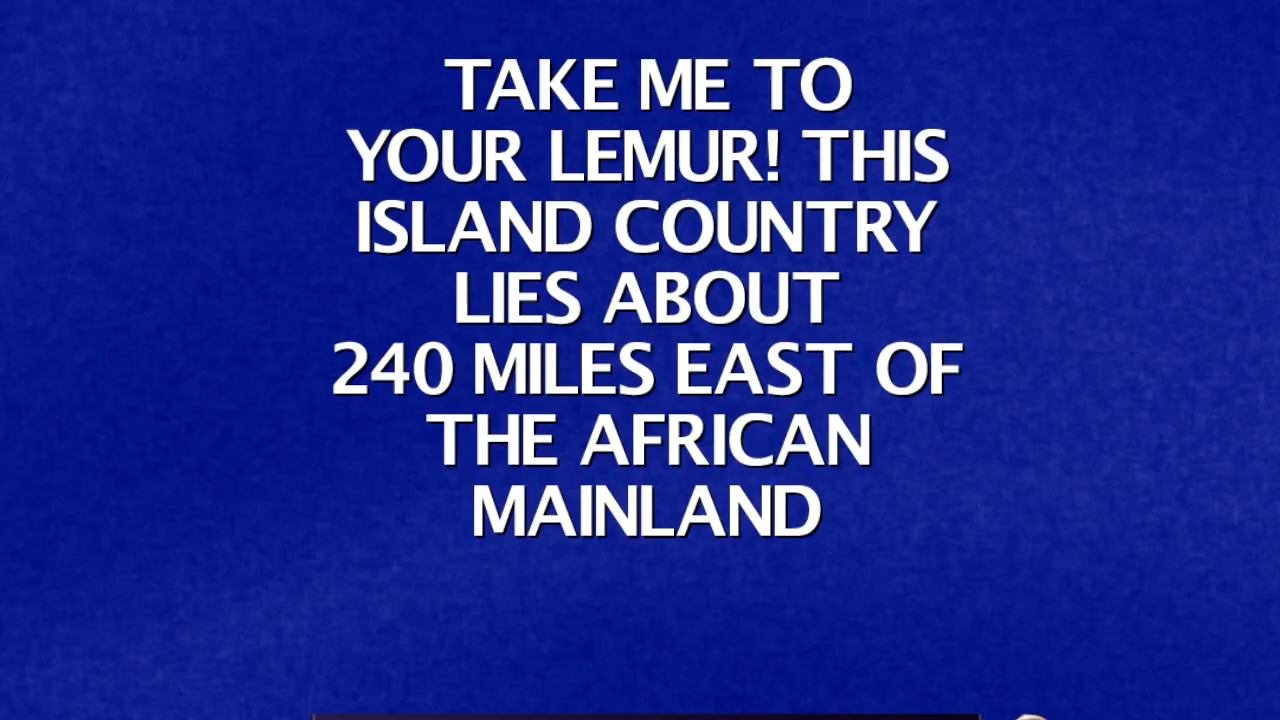 TAKE ME TO
YOUR LEMUR! THIS
ISLAND COUNTRY
LIES ABOUT
240 MILES EAST OF
THE AFRICAN
MAINLAND